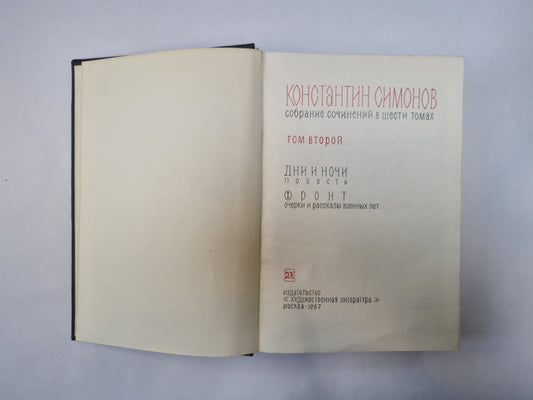 КОНСТАНТИН СИМОНОВ
СОБРАНИЕ СОЧИНЕНИЙ В ШЕСТИ ТОМАХ
ТОМ ВТОРОЙ
ДНИ И НОЧИ
ПОВЕСТЬ
ФРОНТ
ОЧЕРКИ И РАССКАЗЫ ВОЕННЫХ ЛЕТ
ИЗДАТЕЛЬСТВО
«ХУДОЖЕСТВЕННАЯ ЛИТЕРАТУРА»
МОСКВА·1967